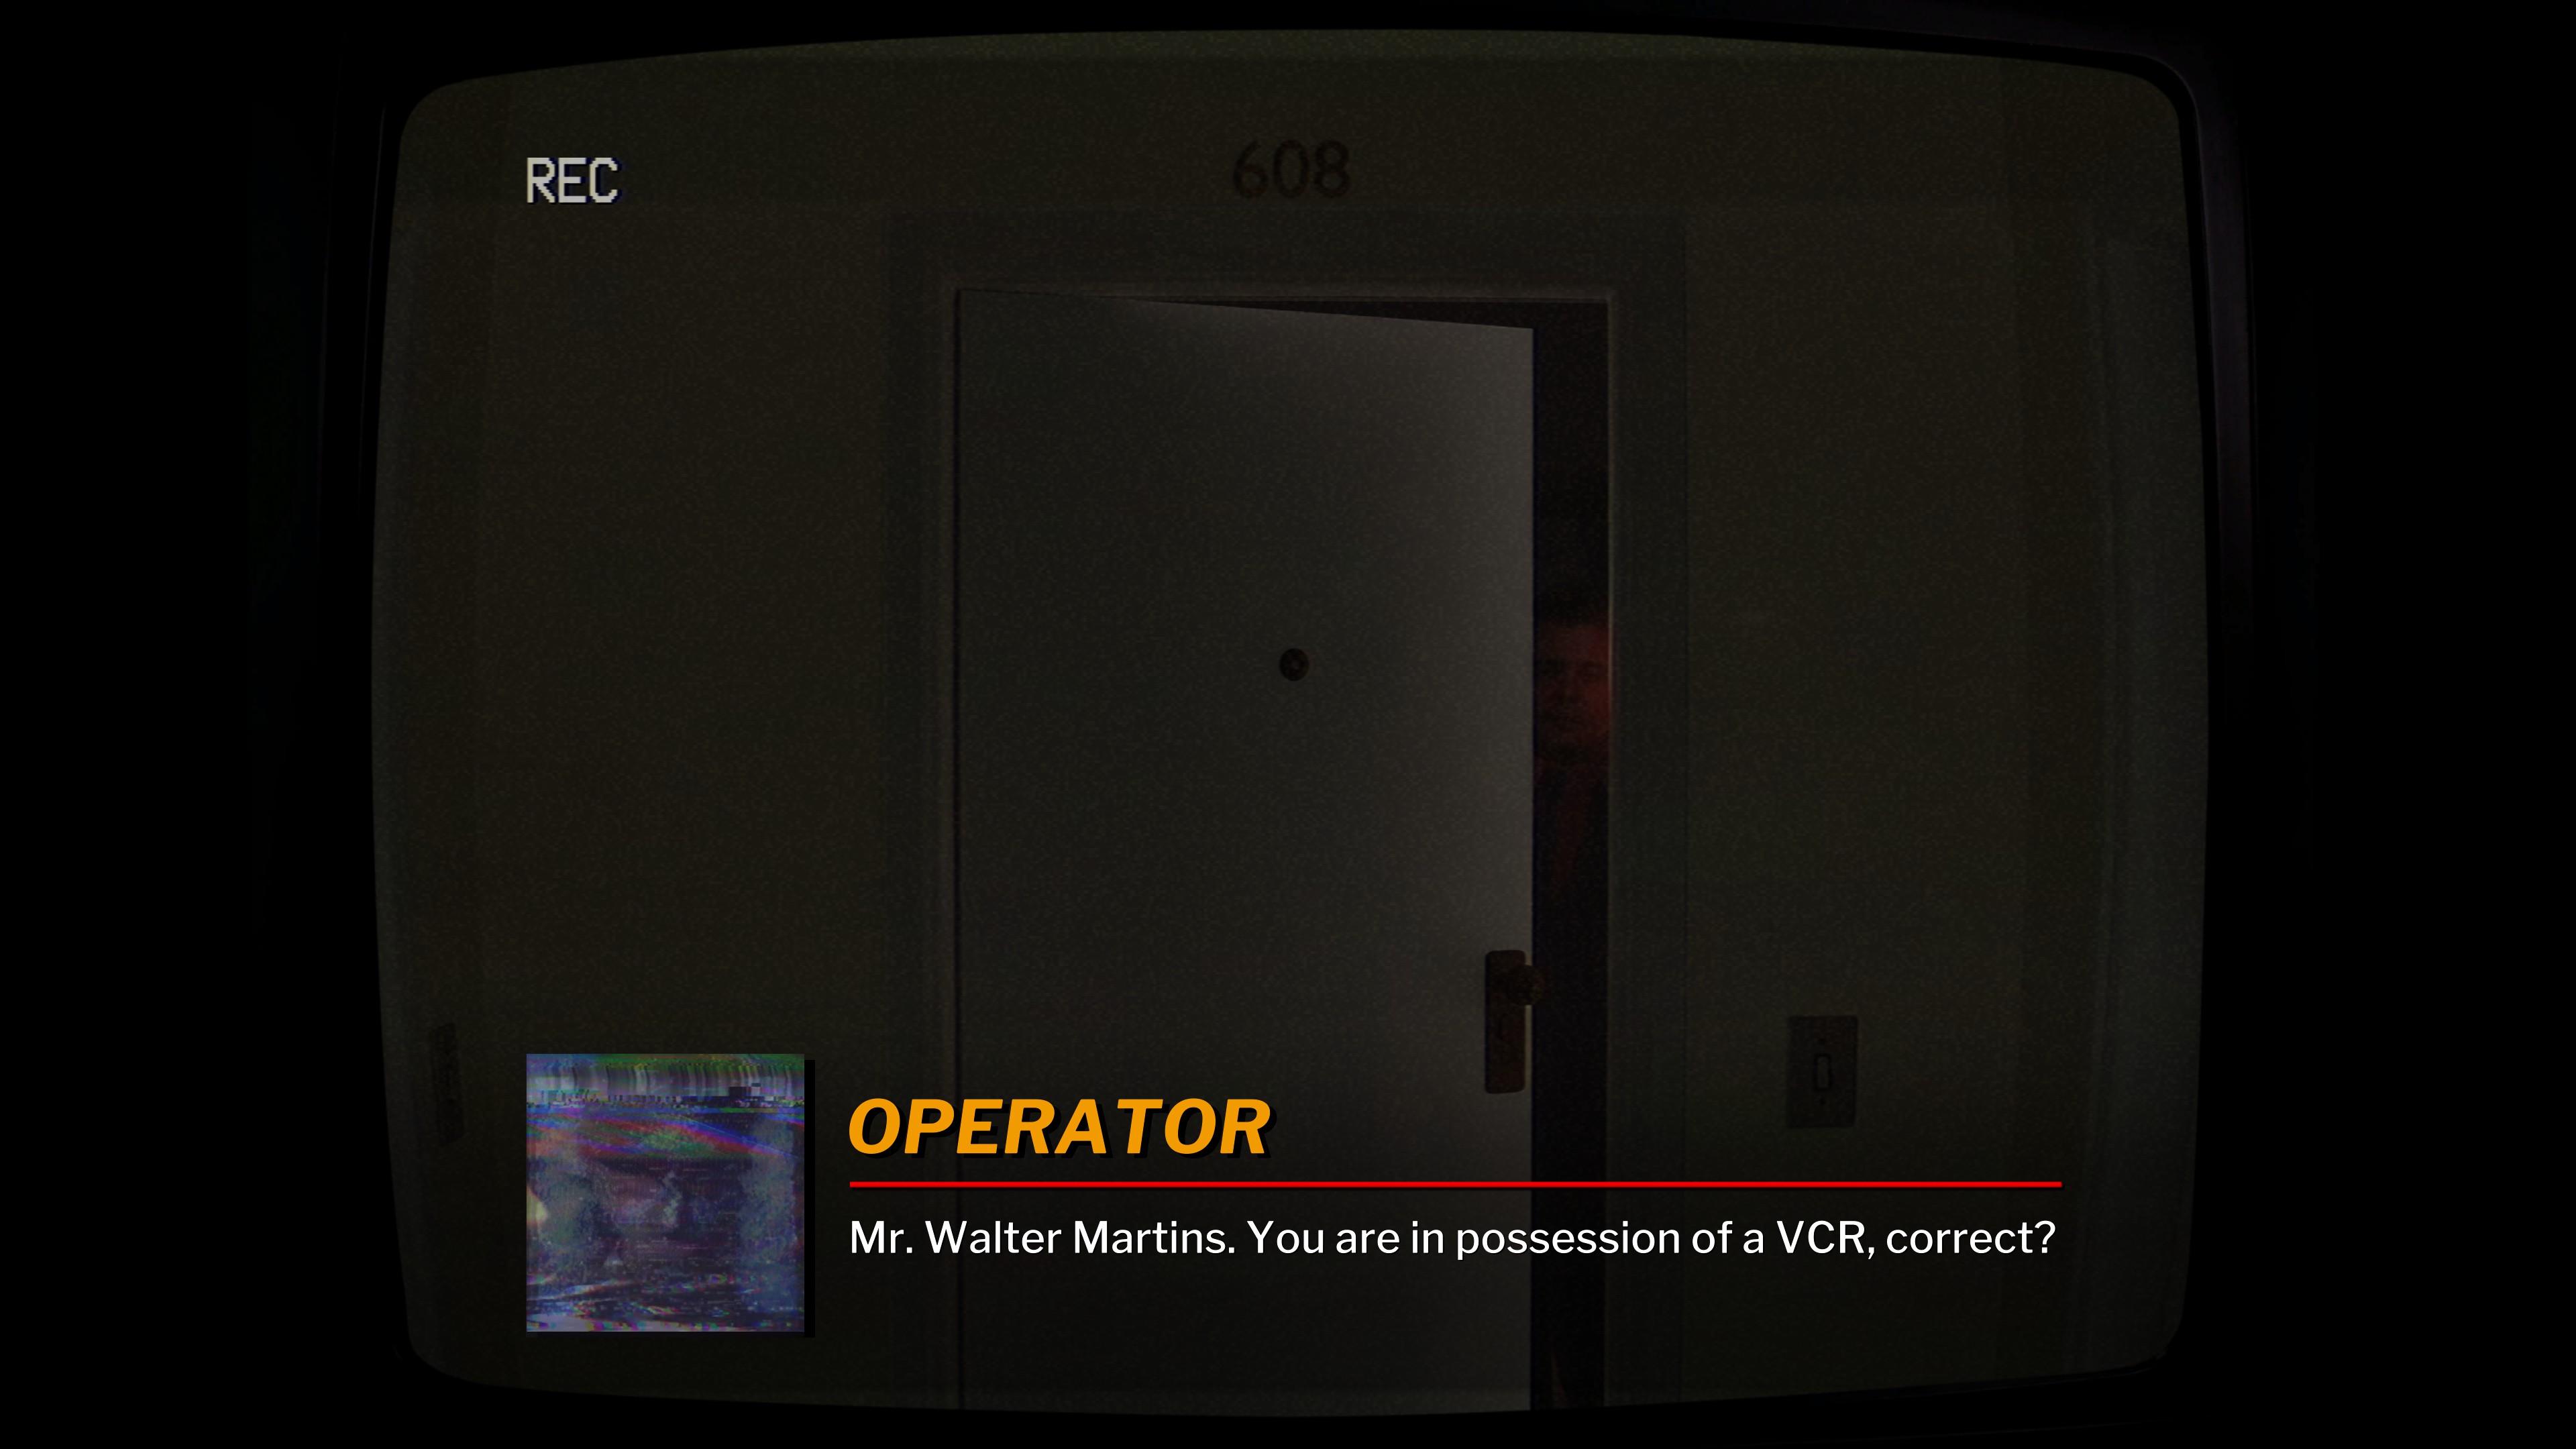 REC
608
OPERATOR
Mr. Walter Martins. You are in possession of a VCR, correct?